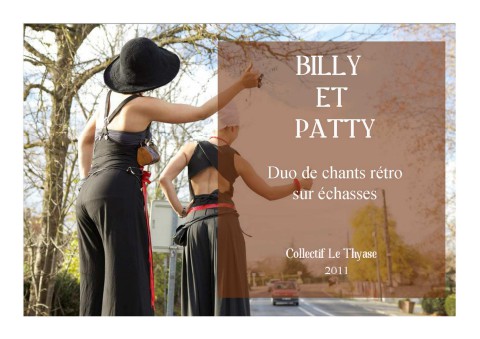 BILLY
ET
PATTY
Duo de chants rétro
sur échasses
Collectif Le Thyase
2011